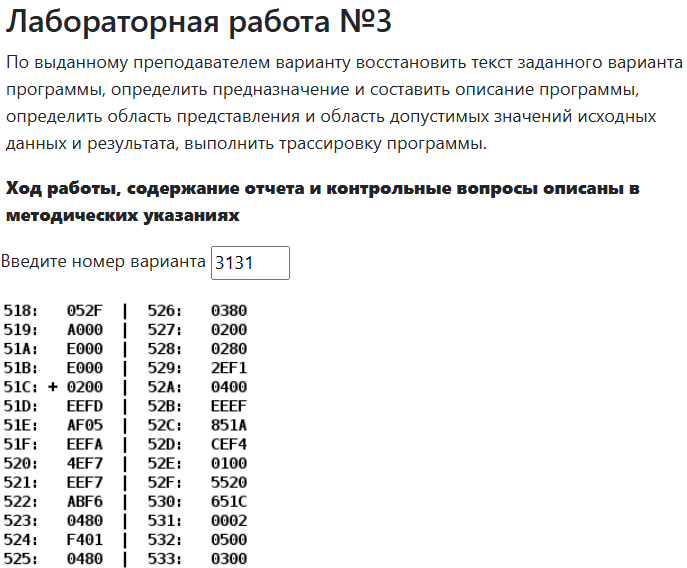 Лабораторная работа №3
По выданному преподавателем варианту восстановить текст заданного варианта
программы, определить предназначение и составить описание программы,
определить область представления и область допустимых значений исходных
данных и результата, выполнить трассировку программы.
Ход работы, содержание отчета и контрольные вопросы описаны в
методических указаниях
Введите номер варианта 3131
518: 052F | 526: 0380
519: A000 | 527: 0200
51A: E000 | 528: 0280
51B: E000 | 529: 2EF1
51C: + 0200 | 52A: 0400
51D: EEFD | 52B: EEEF
51E: AF05 | 52C: 851A
51F: EEFA | 52D: CEF4
520: 4EF7 | 52E: 0100
521: EEF7 | 52F: 5520
522: ABF6 | 530: 651C
523: 0480 | 531: 0002
524: F401 | 532: 0500
525: 0480 | 533: 0300